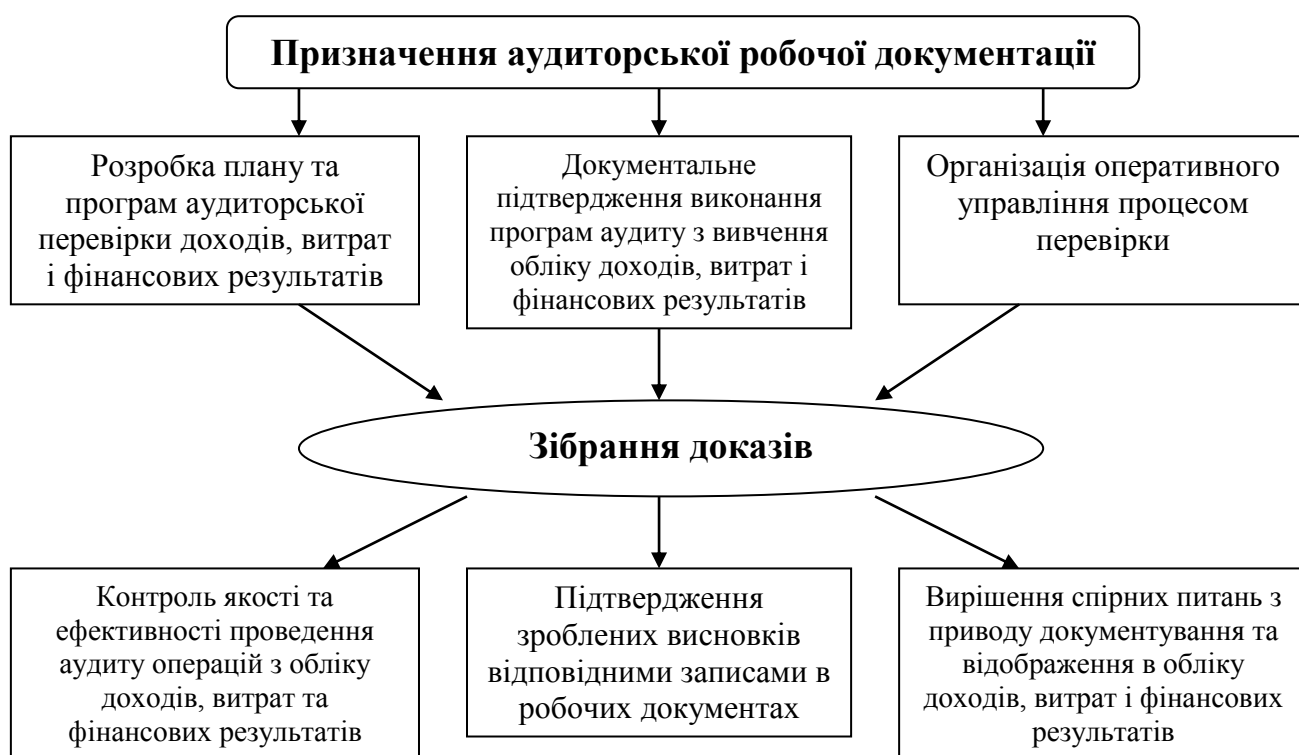 Призначення аудиторської робочої документації
Розробка плану та
програм аудиторської
перевірки доходів, витрат
і фінансових результатів
Документальне
підтвердження виконання
програм аудиту з вивчення
обліку доходів, витрат і
фінансових результатів
Організація оперативного
управління процесом
перевірки
Зібрання доказів
Контроль якості та
ефективності проведення
аудиту операцій з обліку
доходів, витрат та
фінансових результатів
Підтвердження
зроблених висновків
відповідними записами в
робочих документах
Вирішення спірних питань з
приводу документування та
відображення в обліку
доходів, витрат і фінансових
результатів